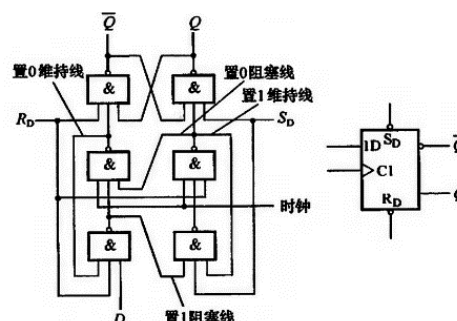 Q̅ Q
& &
置0维持线 置0阻塞线
置1维持线
R_D S_D
& &
时钟
& &
D
置1阻塞线
S_D
1D
C1
R_D